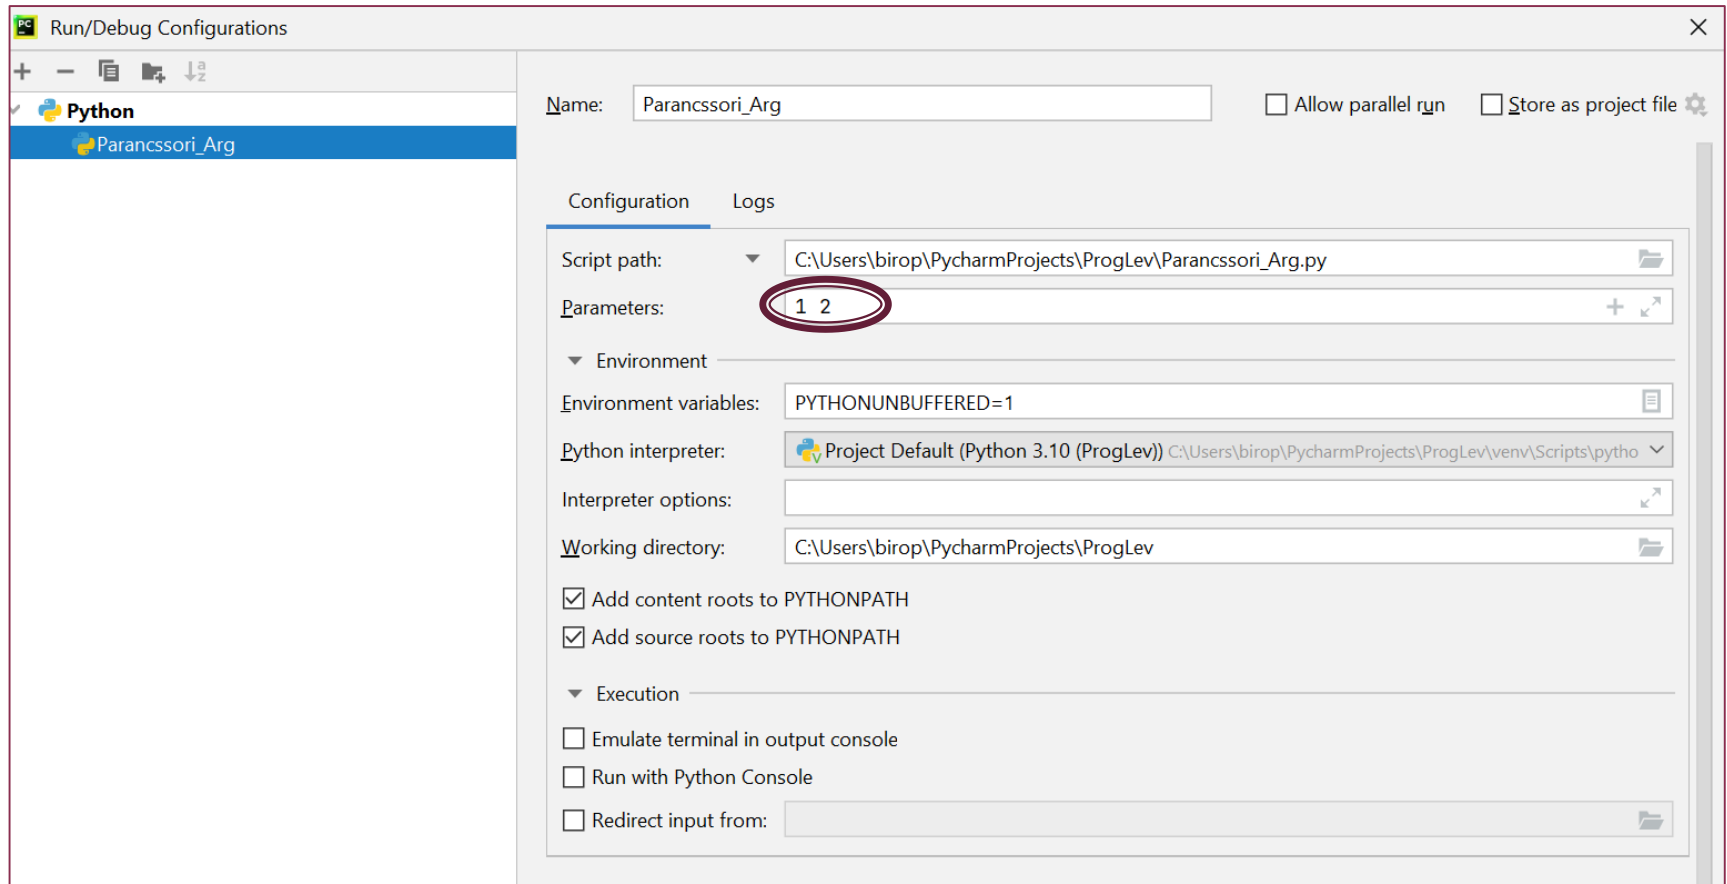 PC Run/Debug Configurations
Python
Parancssori_Arg
Name: Parancssori_Arg Allow parallel run Store as project file
Configuration Logs
Script path: C:\Users\birop\PycharmProjects\ProgLev\Parancssori_Arg.py
Parameters: 1 2
Environment
Environment variables: PYTHONUNBUFFERED=1
Python interpreter: Project Default (Python 3.10 (ProgLev)) C:\Users\birop\PycharmProjects\ProgLev\venv\Scripts\pytho
Interpreter options:
Working directory: C:\Users\birop\PycharmProjects\ProgLev
Add content roots to PYTHONPATH
Add source roots to PYTHONPATH
Execution
Emulate terminal in output console
Run with Python Console
Redirect input from: